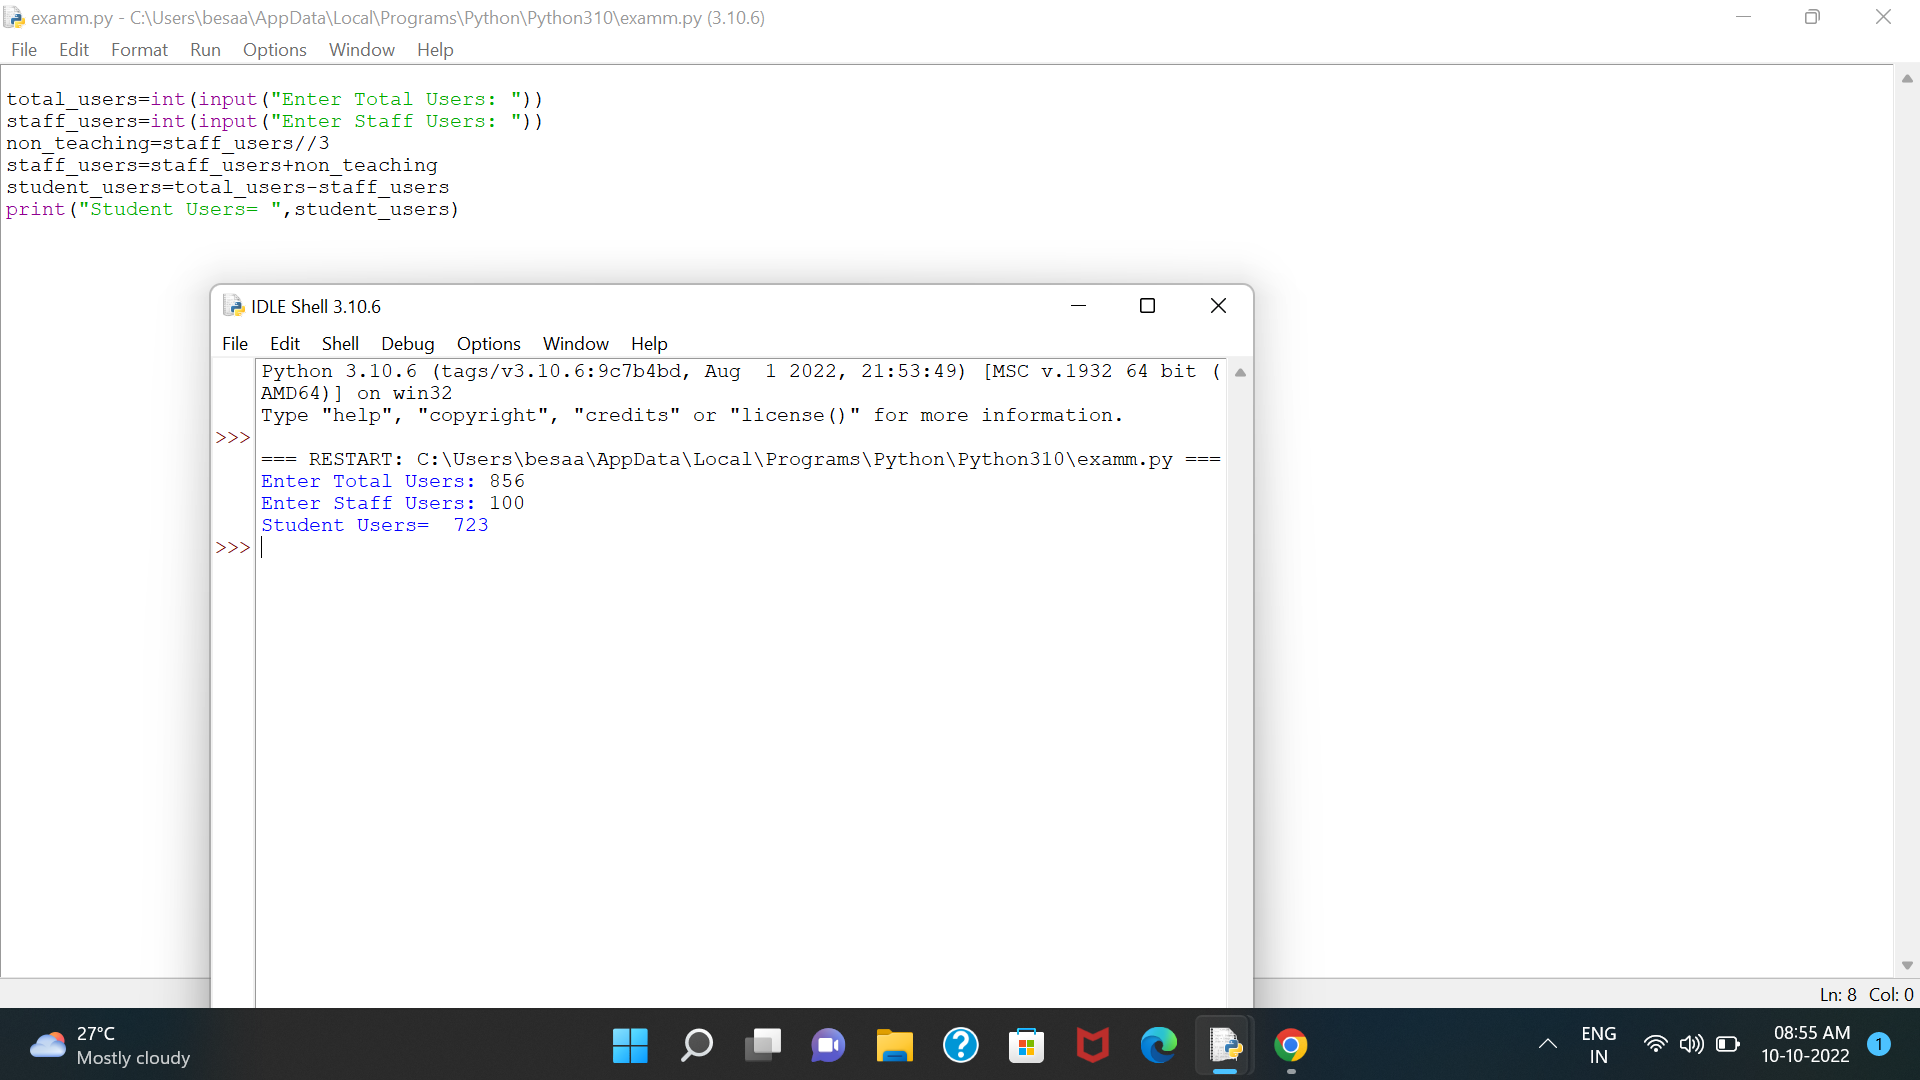 examm.py - C:\Users\besaa\AppData\Local\Programs\Python\Python310\examm.py (3.10.6)
File Edit Format Run Options Window Help
total_users=int(input("Enter Total Users: "))
staff_users=int(input("Enter Staff Users: "))
non_teaching=staff_users//3
staff_users=staff_users+non_teaching
student_users=total_users-staff_users
print("Student Users= ",student_users)
IDLE Shell 3.10.6
File Edit Shell Debug Options Window Help
Python 3.10.6 (tags/v3.10.6:9c7b4bd, Aug  1 2022, 21:53:49) [MSC v.1932 64 bit (
AMD64)] on win32
Type "help", "copyright", "credits" or "license()" for more information.
>>>
=== RESTART: C:\Users\besaa\AppData\Local\Programs\Python\Python310\examm.py ===
Enter Total Users: 856
Enter Staff Users: 100
Student Users=  723
>>>
Ln: 8 Col: 0
27°C
Mostly cloudy
ENG
IN
08:55 AM
10-10-2022
1